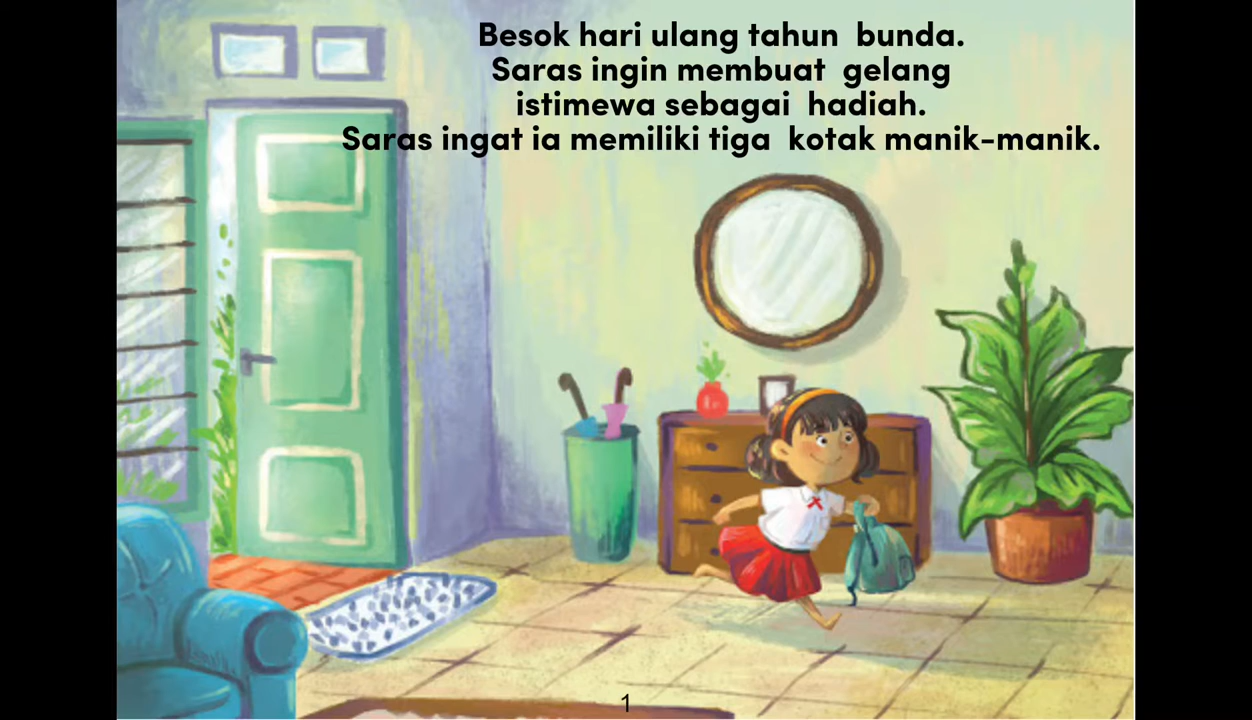 Besok hari ulang tahun bunda.
Saras ingin membuat gelang
istimewa sebagai hadiah.
Saras ingat ia memiliki tiga kotak manik-manik.
1